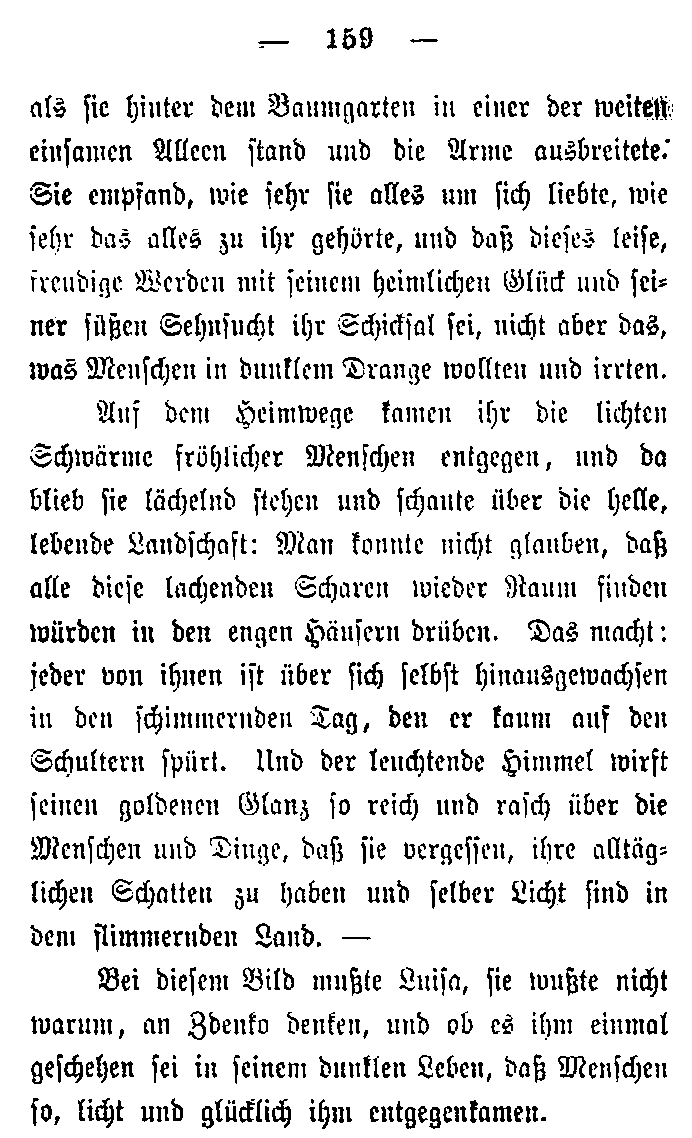 — 159 —
als sie hinter dem Baumgarten in einer der weiten
einsamen Alleen stand und die Arme ausbreitete.
Sie empfand, wie sehr sie alles um sich liebte, wie
sehr das alles zu ihr gehörte, und daß dieses leise,
freudige Werden mit seinem heimlichen Glück und sei-
ner süßen Sehnsucht ihr Schicksal sei, nicht aber das,
was Menschen in dunklem Drange wollten und irrten.
Auf dem Heimwege kamen ihr die lichten
Schwärme fröhlicher Menschen entgegen, und da
blieb sie lächelnd stehen und schaute über die helle,
lebende Landschaft: Man konnte nicht glauben, daß
alle diese lachenden Scharen wieder Raum finden
würden in den engen Häusern drüben. Das macht:
jeder von ihnen ist über sich selbst hinausgewachsen
in den schimmernden Tag, den er kaum auf den
Schultern spürt. Und der leuchtende Himmel wirft
seinen goldenen Glanz so reich und rasch über die
Menschen und Dinge, daß sie vergessen, ihre alltäg-
lichen Schatten zu haben und selber Licht sind in
dem flimmernden Land. —
Bei diesem Bild mußte Luisa, sie wußte nicht
warum, an Zdenko denken, und ob es ihm einmal
geschehen sei in seinem dunklen Leben, daß Menschen
so, licht und glücklich ihm entgegenkamen.